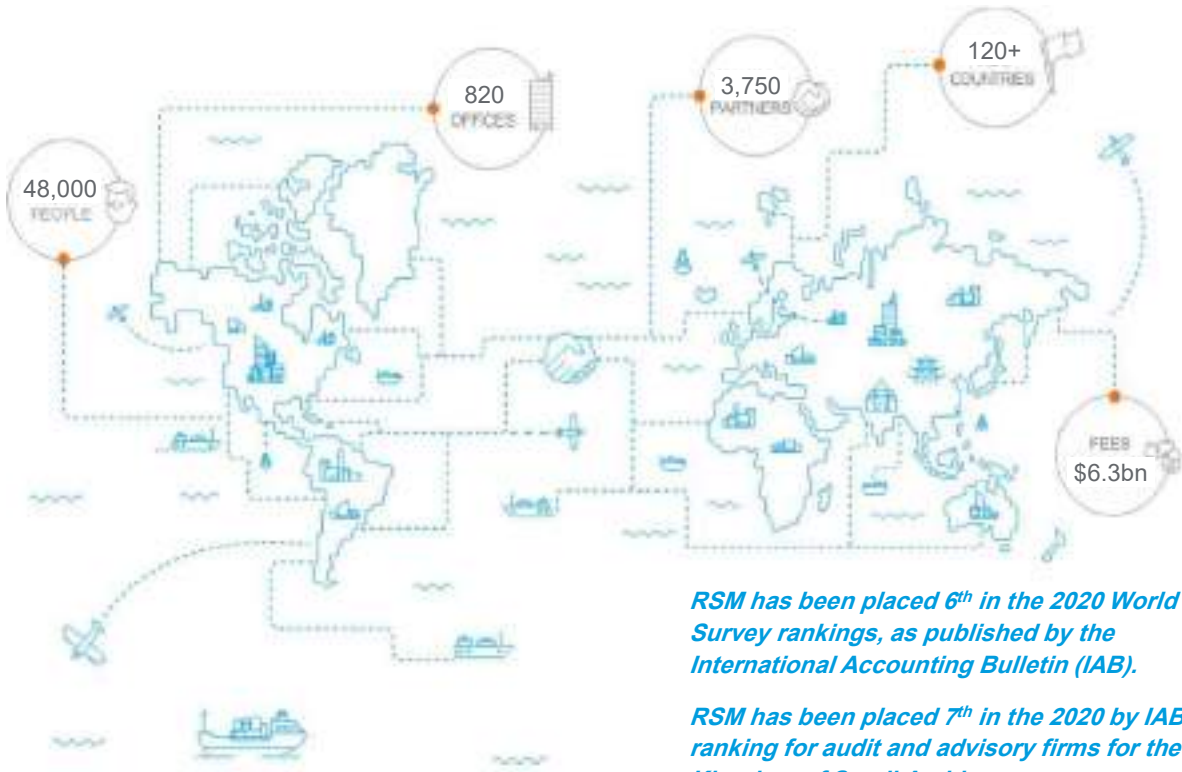 120+
COUNTRIES
820
OFFICES
3,750
PARTNERS
48,000
PEOPLE
FEES
$6.3bn
RSM has been placed 6th in the 2020 World
Survey rankings, as published by the
International Accounting Bulletin (IAB).
RSM has been placed 7th in the 2020 by IAB
ranking for audit and advisory firms for the